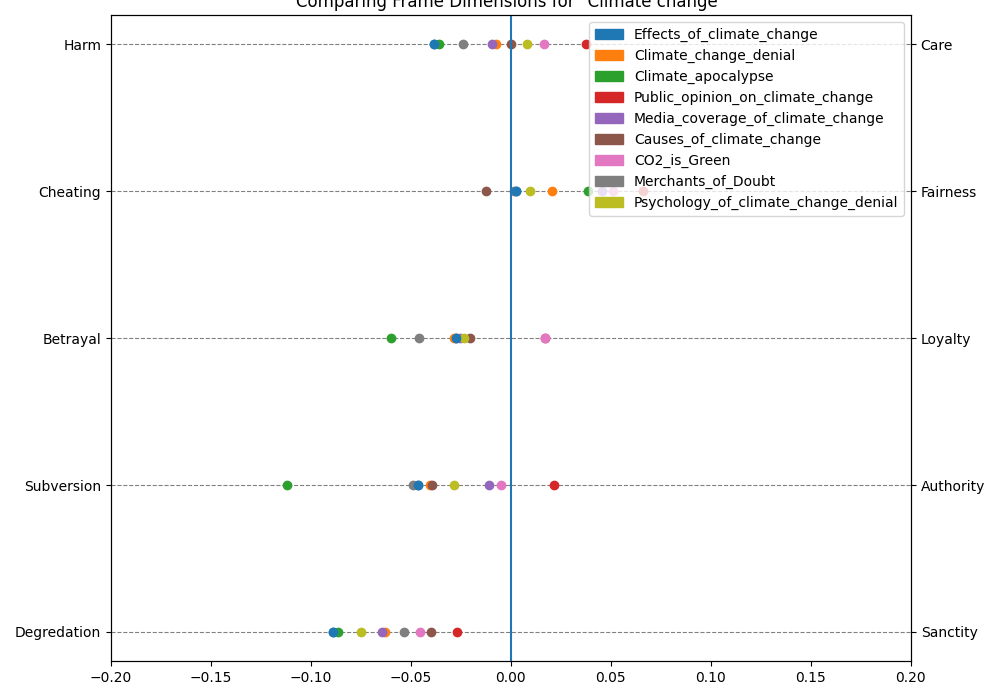 Comparing Frame Dimensions for "Climate change"
Harm
Care
Cheating
Fairness
Betrayal
Loyalty
Subversion
Authority
Degredation
Sanctity
Effects_of_climate_change
Climate_change_denial
Climate_apocalypse
Public_opinion_on_climate_change
Media_coverage_of_climate_change
Causes_of_climate_change
CO2_is_Green
Merchants_of_Doubt
Psychology_of_climate_change_denial
−0.20 −0.15 −0.10 −0.05 0.00 0.05 0.10 0.15 0.20